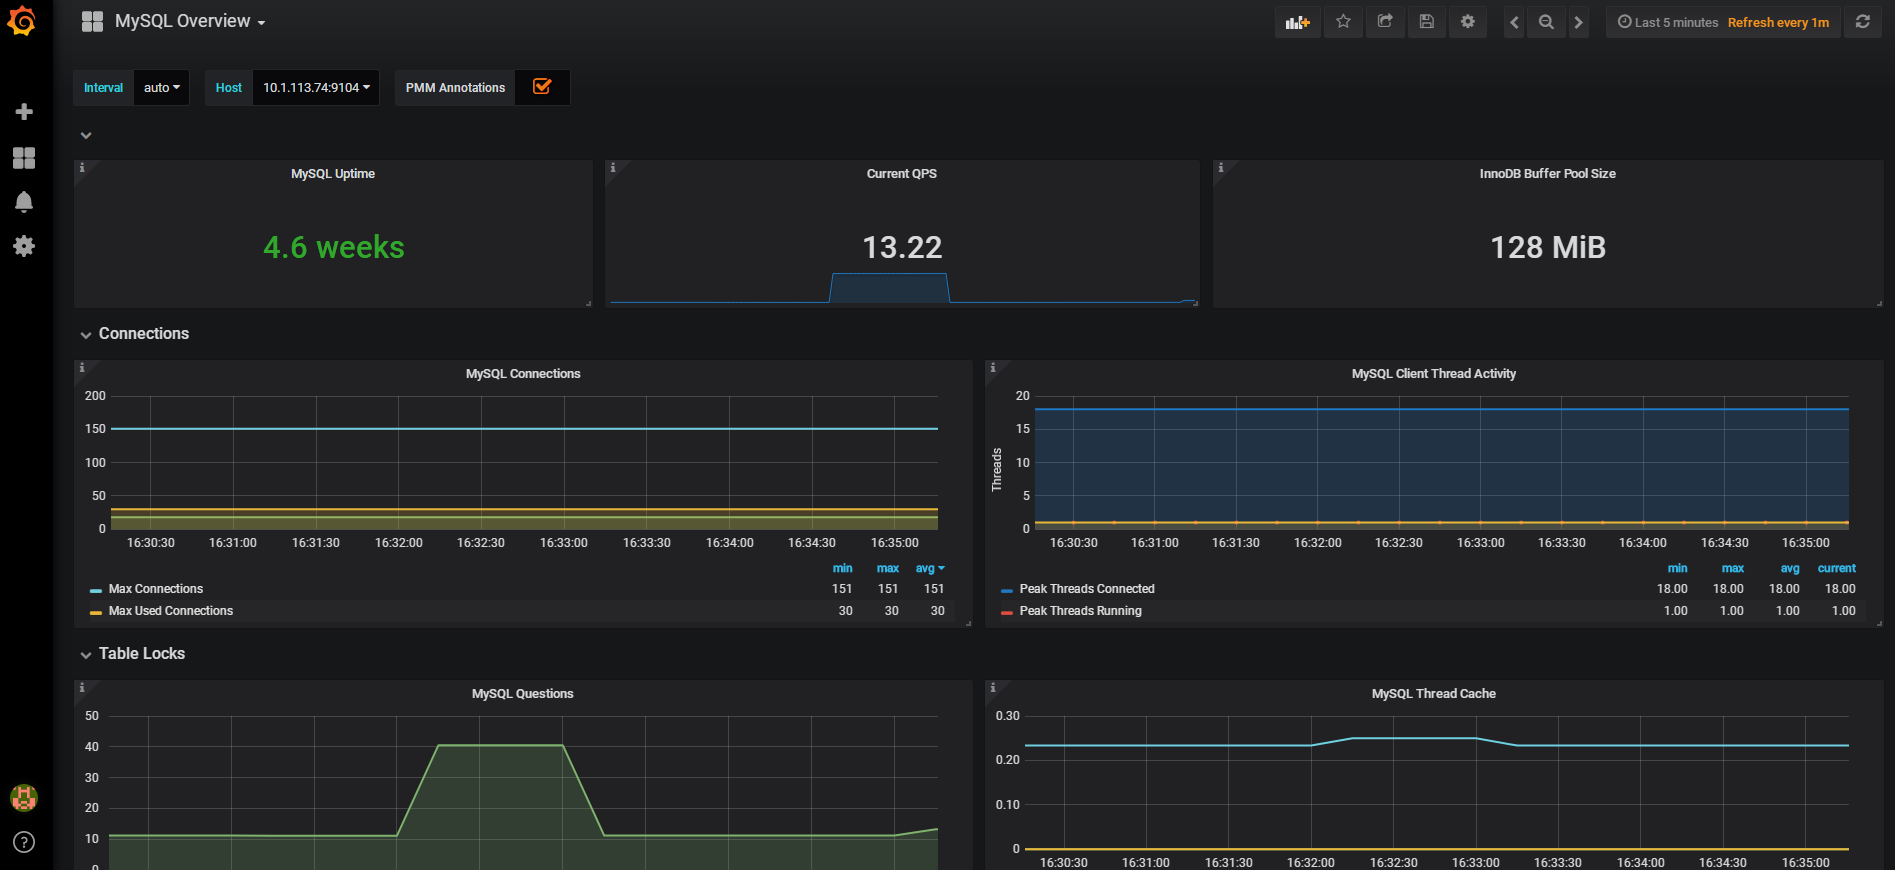 MySQL Overview
Last 5 minutes Refresh every 1m
Interval auto Host 10.1.113.74:9104 PMM Annotations
MySQL Uptime
4.6 weeks
Current QPS
13.22
InnoDB Buffer Pool Size
128 MiB
Connections
MySQL Connections
200
150
100
50
0
16:30:30 16:31:00 16:31:30 16:32:00 16:32:30 16:33:00 16:33:30 16:34:00 16:34:30 16:35:00
min max avg
Max Connections 151 151 151
Max Used Connections 30 30 30
MySQL Client Thread Activity
Threads
20
15
10
5
0
16:30:30 16:31:00 16:31:30 16:32:00 16:32:30 16:33:00 16:33:30 16:34:00 16:34:30 16:35:00
min max avg current
Peak Threads Connected 18.00 18.00 18.00 18.00
Peak Threads Running 1.00 1.00 1.00 1.00
Table Locks
MySQL Questions
50
40
30
20
10
0
MySQL Thread Cache
0.30
0.20
0.10
0
16:30:30 16:31:00 16:31:30 16:32:00 16:32:30 16:33:00 16:33:30 16:34:00 16:34:30 16:35:00